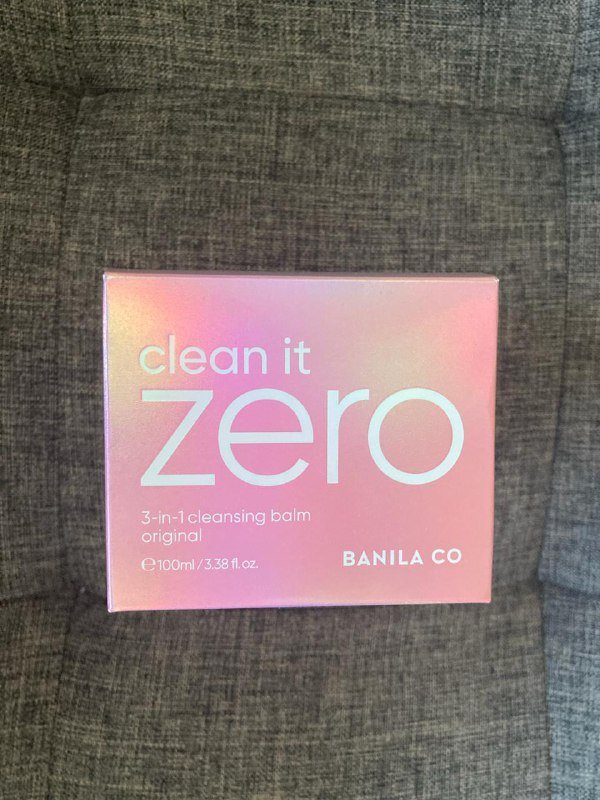 clean it
zero
3-in-1 cleansing balm
original
℮100ml/3.38 fl.oz.
BANILA CO